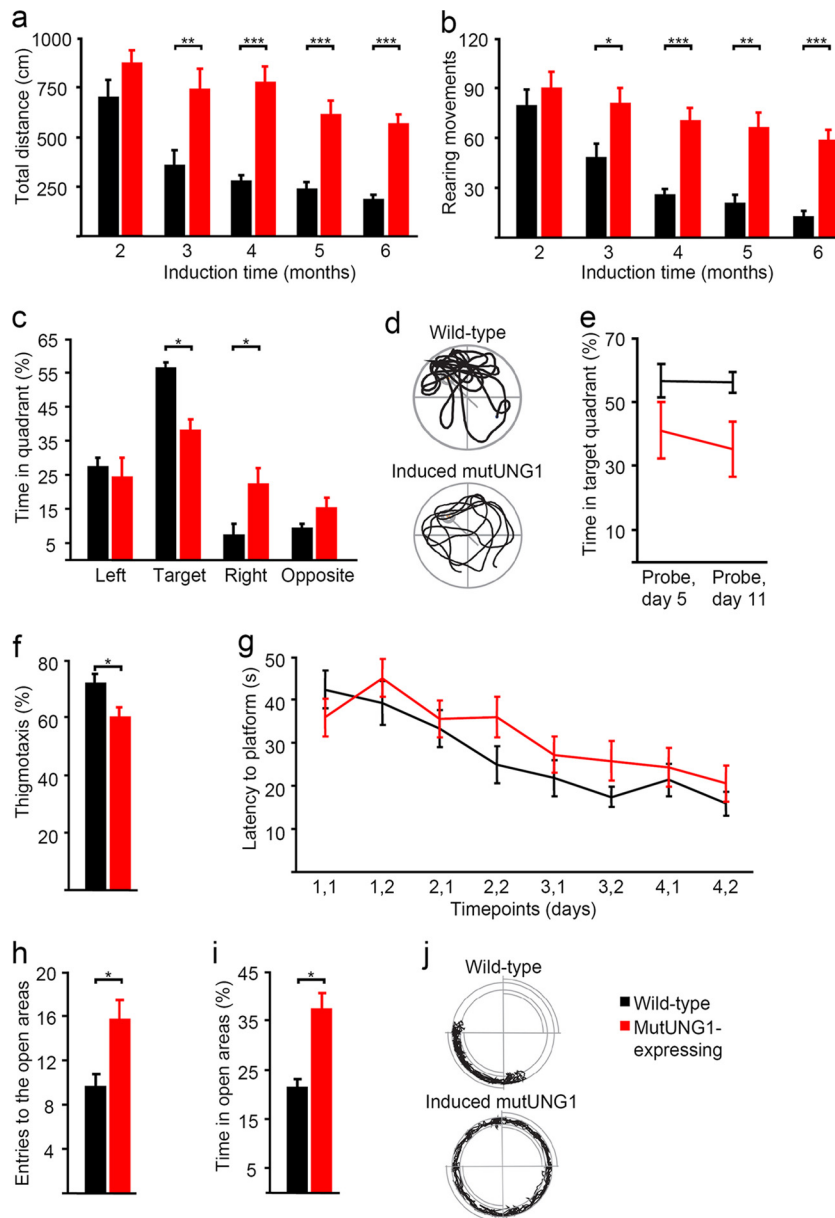 a
Total distance (cm)
1000
750
500
250
** *** *** ***
2 3 4 5 6
Induction time (months)
b
Rearing movements
120
90
60
30
* *** ** ***
2 3 4 5 6
Induction time (months)
c
Time in quadrant (%)
65
55
45
35
25
15
5
* *
Left Target Right Opposite
d
Wild-type
Induced mutUNG1
e
Time in target quadrant (%)
70
50
30
10
Probe, Probe,
day 5 day 11
f
Thigmotaxis (%)
80
60
40
20
*
g
Latency to platform (s)
50
40
30
20
10
1,1 1,2 2,1 2,2 3,1 3,2 4,1 4,2
Timepoints (days)
h
Entries to the open areas
20
16
12
8
4
*
i
Time in open areas (%)
45
35
25
15
5
*
j
Wild-type
Induced mutUNG1
Wild-type
MutUNG1-
expressing